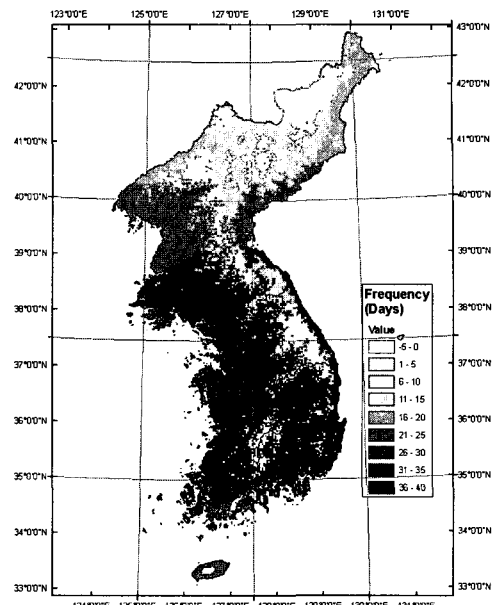 123°0'0"E 125°0'0"E 127°0'0"E 129°0'0"E 131°0'0"E
43°0'0"N
42°0'0"N
42°0'0"N
41°0'0"N
41°0'0"N
40°0'0"N
40°0'0"N
39°0'0"N
39°0'0"N
38°0'0"N
38°0'0"N
37°0'0"N
37°0'0"N
36°0'0"N
36°0'0"N
35°0'0"N
35°0'0"N
34°0'0"N
34°0'0"N
33°0'0"N
33°0'0"N
Frequency
(Days)
Value
-5 - 0
1 - 5
6 - 10
11 - 15
16 - 20
21 - 25
26 - 30
31 - 35
36 - 40